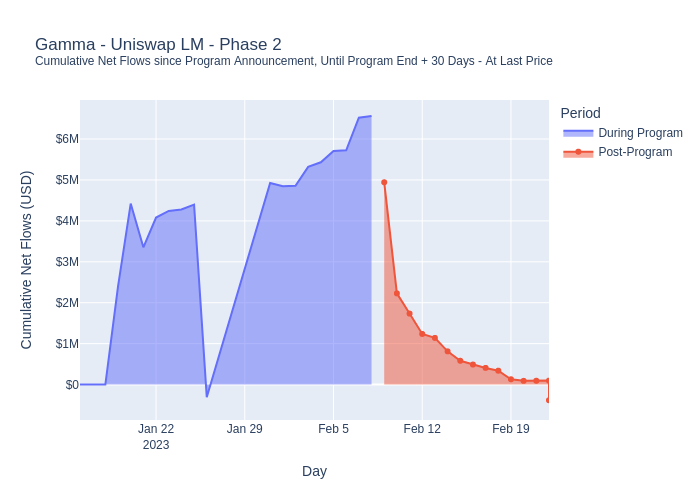 Gamma - Uniswap LM - Phase 2
Cumulative Net Flows since Program Announcement, Until Program End + 30 Days - At Last Price
Period
During Program
Post-Program
Cumulative Net Flows (USD)
$6M
$5M
$4M
$3M
$2M
$1M
$0
Jan 22
2023
Jan 29
Feb 5
Feb 12
Feb 19
Day